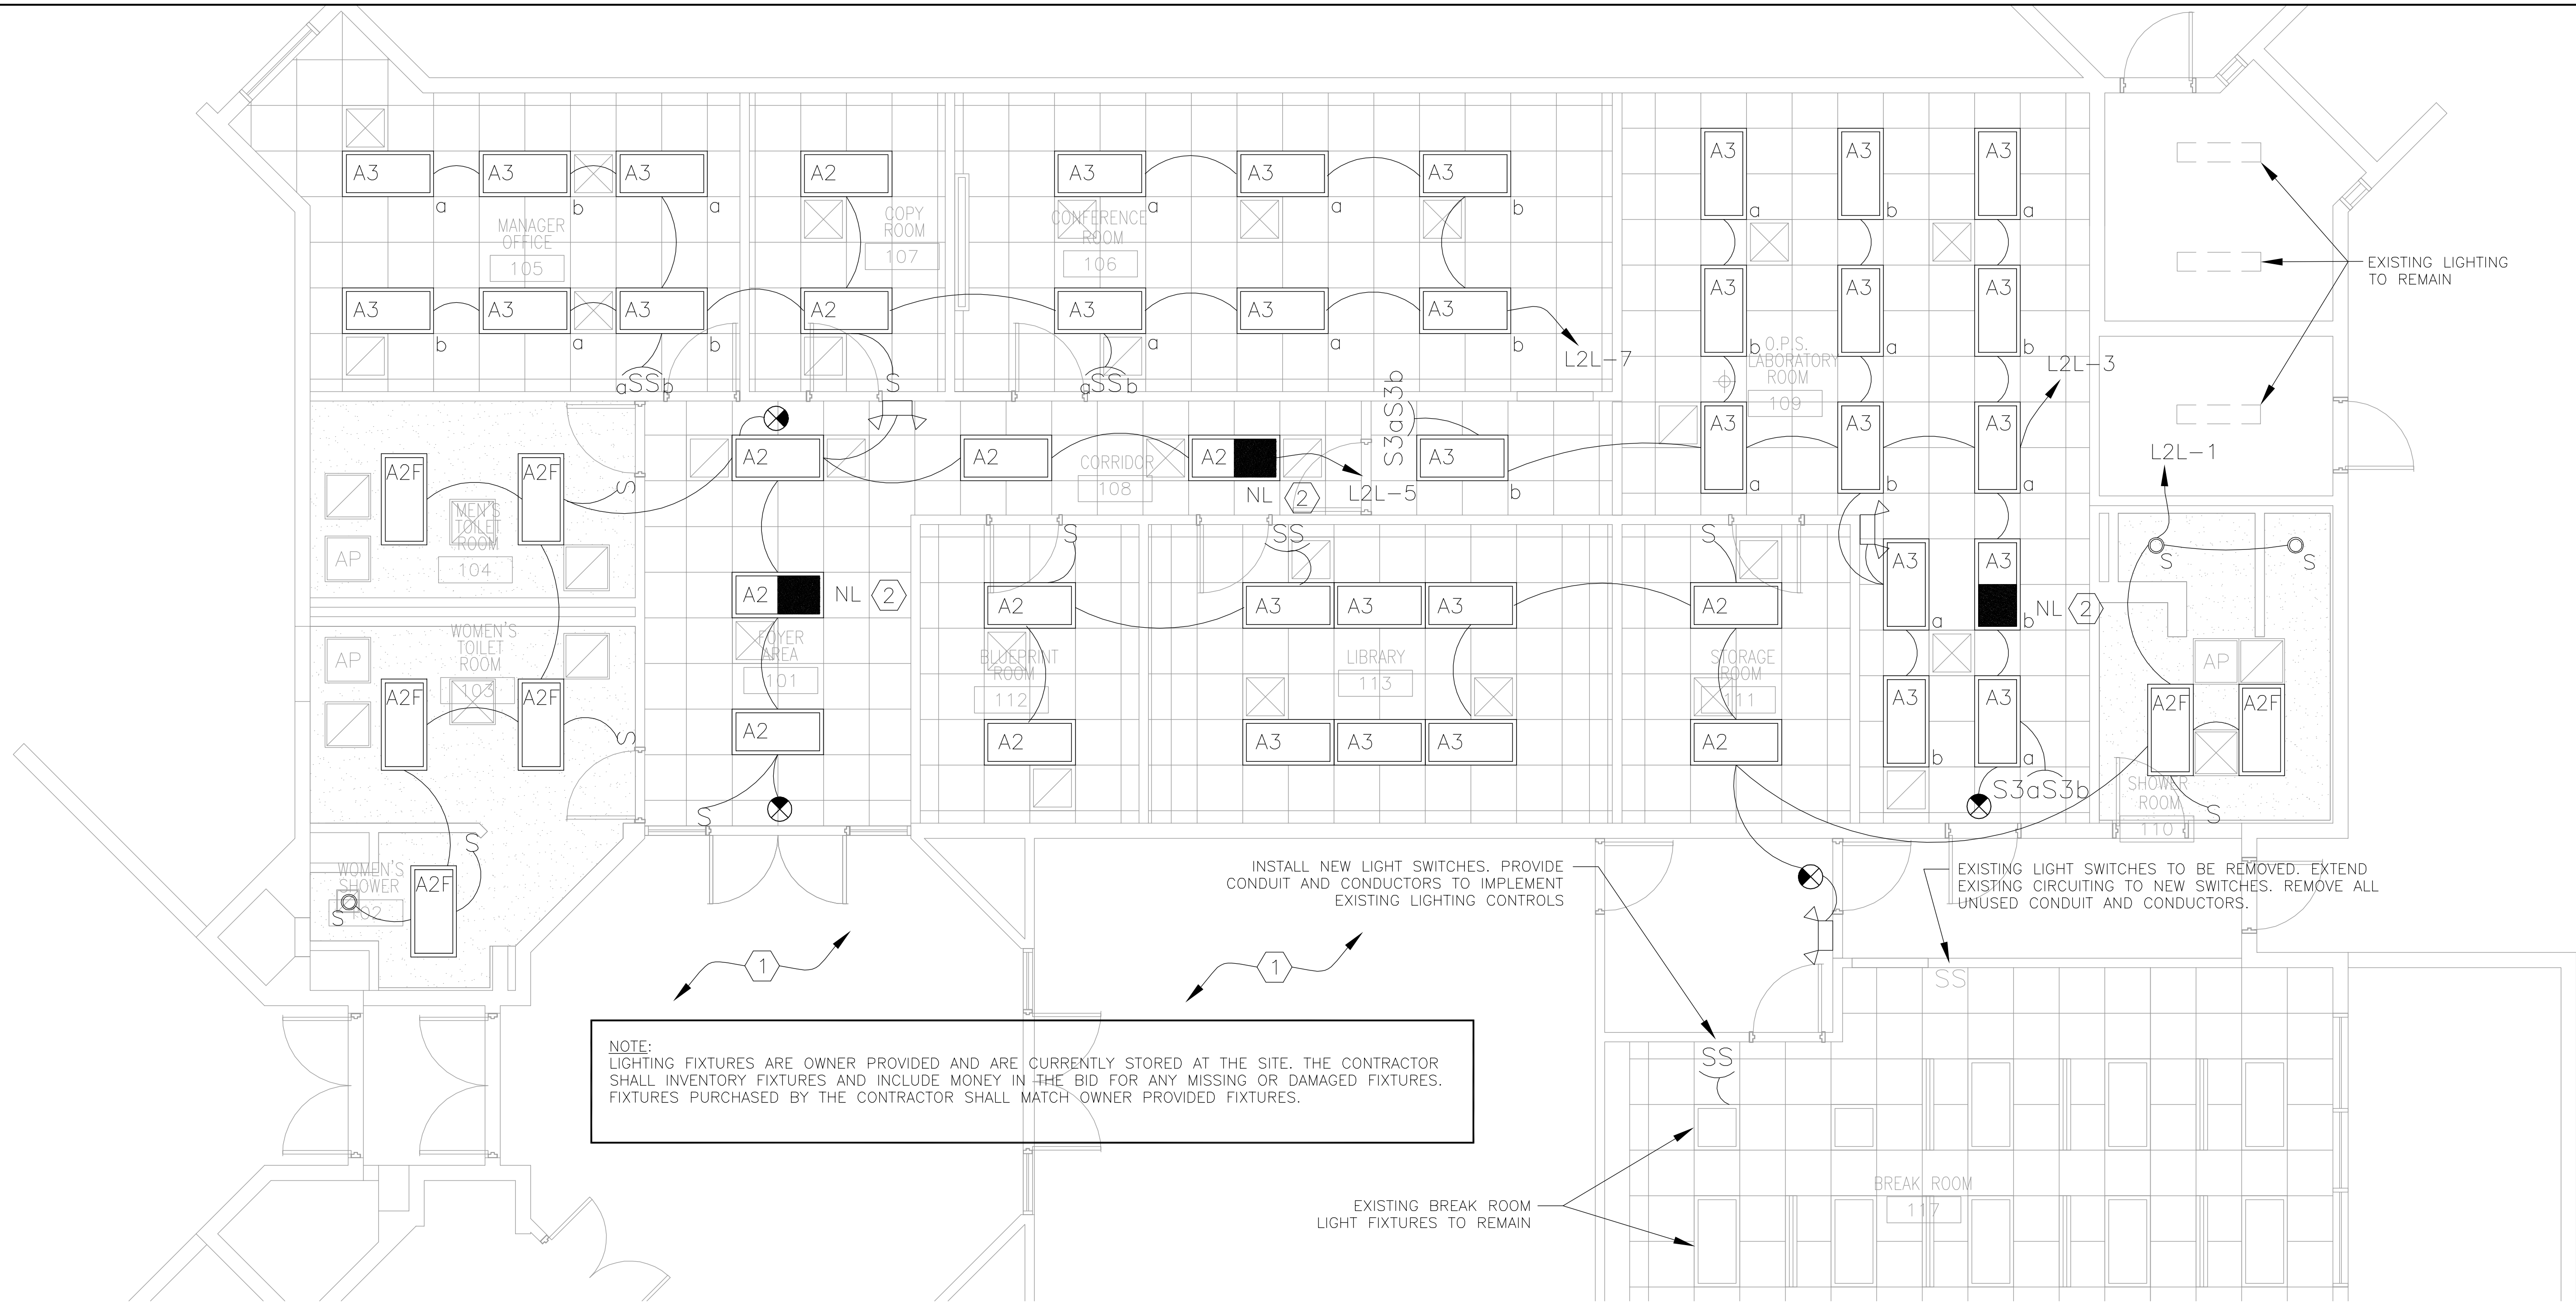 A3
A3
A3
A2
A3
A3
A3
A3
A3
A3
a
b
a
a
a
b
a
b
a
MANAGER
OFFICE
105
COPY
ROOM
107
CONFERENCE
ROOM
106
EXISTING LIGHTING
TO REMAIN
A3
A3
A3
A2
A3
A3
A3
A3
A3
A3
b
a
b
a
a
b
b
a
b
O.P.S.
LABORATORY
ROOM
109
L2L-7
L2L-3
aSSb
S
aSSb
S3aS3b
A2
A2
A2
A3
A3
A3
A3
b
a
b
a
CORRIDOR
108
NL
2
L2L-5
L2L-1
A2F
A2F
S
MEN'S
TOILET
ROOM
104
AP
S
SS
S
S
S
A2
NL
2
A2
A3
A3
A3
A2
A3
A3
a
b
NL
2
FOYER
AREA
101
WOMEN'S
TOILET
ROOM
103
AP
BLUEPRINT
ROOM
112
LIBRARY
113
STORAGE
ROOM
111
AP
A2F
A2F
S
A2
A2
A3
A3
A3
A2
A3
A3
b
a
A2F
A2F
S
S3aS3b
SHOWER
ROOM
110
S
S
WOMEN'S
SHOWER
102
A2F
S
INSTALL NEW LIGHT SWITCHES. PROVIDE
CONDUIT AND CONDUCTORS TO IMPLEMENT
EXISTING LIGHTING CONTROLS
EXISTING LIGHT SWITCHES TO BE REMOVED. EXTEND
EXISTING CIRCUITING TO NEW SWITCHES. REMOVE ALL
UNUSED CONDUIT AND CONDUCTORS.
1
1
SS
NOTE:
LIGHTING FIXTURES ARE OWNER PROVIDED AND ARE CURRENTLY STORED AT THE SITE. THE CONTRACTOR
SHALL INVENTORY FIXTURES AND INCLUDE MONEY IN THE BID FOR ANY MISSING OR DAMAGED FIXTURES.
FIXTURES PURCHASED BY THE CONTRACTOR SHALL MATCH OWNER PROVIDED FIXTURES.
SS
EXISTING BREAK ROOM
LIGHT FIXTURES TO REMAIN
BREAK ROOM
117